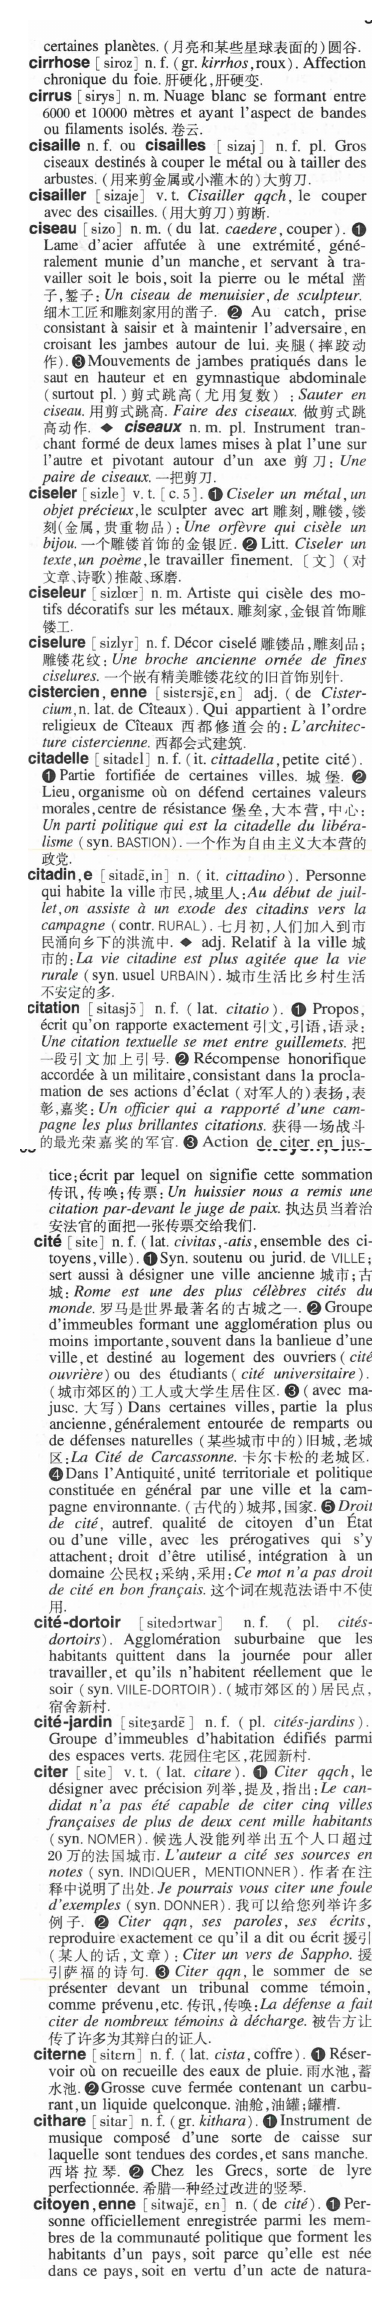 certaines planètes. (月亮和某些星球表面的)圆谷.
cirrhose [siroz] n. f. (gr. kirrhos, roux). Affection
chronique du foie. 肝硬化,肝硬变.
cirrus [sirys] n. m. Nuage blanc se formant entre
6000 et 10000 mètres et ayant l'aspect de bandes
ou filaments isolés. 卷云.
cisaille n. f. ou cisailles [sizaj] n. f. pl. Gros
ciseaux destinés à couper le métal ou à tailler des
arbustes. (用来剪金属或小灌木的)大剪刀.
cisailler [sizaje] v. t. Cisailler qqch, le couper
avec des cisailles. (用大剪刀)剪断.
ciseau [sizo] n. m. (du lat. caedere, couper). ❶
Lame d'acier affutée à une extrémité, géné-
ralement munie d'un manche, et servant à tra-
vailler soit le bois, soit la pierre ou le métal 凿
子,錾子: Un ciseau de menuisier, de sculpteur.
细木工匠和雕刻家用的凿子. ❷ Au catch, prise
consistant à saisir et à maintenir l'adversaire, en
croisant les jambes autour de lui. 夹腿(摔跤动
作). ❸ Mouvements de jambes pratiqués dans le
saut en hauteur et en gymnastique abdominale
(surtout pl.) 剪式跳高(尤用复数) : Sauter en
ciseau. 用剪式跳高. Faire des ciseaux. 做剪式跳
高动作. ◆ ciseaux n. m. pl. Instrument tran-
chant formé de deux lames mises à plat l'une sur
l'autre et pivotant autour d'un axe 剪刀: Une
paire de ciseaux. 一把剪刀.
ciseler [sizle] v. t. [c. 5]. ❶ Ciseler un métal, un
objet précieux, le sculpter avec art 雕刻,雕镂,镂
刻(金属,贵重物品): Une orfèvre qui cisèle un
bijou. 一个雕镂首饰的金银匠. ❷ Litt. Ciseler un
texte, un poème, le travailler finement. [文] (对
文章、诗歌)推敲、琢磨.
ciseleur [sizlœr] n. m. Artiste qui cisèle des mo-
tifs décoratifs sur les métaux. 雕刻家,金银首饰雕
镂工.
ciselure [sizlyr] n. f. Décor ciselé 雕镂品,雕刻品;
雕镂花纹: Une broche ancienne ornée de fines
ciselures. 一个嵌有精美雕镂花纹的旧首饰别针.
cistercien, enne [sistɛrsjɛ̃, ɛn] adj. (de Cister-
cium, n. lat. de Cîteaux). Qui appartient à l'ordre
religieux de Cîteaux 西都修道会的: L'architec-
ture cistercienne. 西都会式建筑.
citadelle [sitadɛl] n. f. (it. cittadella, petite cité).
❶ Partie fortifiée de certaines villes. 城堡. ❷
Lieu, organisme où on défend certaines valeurs
morales, centre de résistance 堡垒,大本营,中心:
Un parti politique qui est la citadelle du libéra-
lisme (syn. BASTION). 一个作为自由主义大本营的
政党.
citadin, e [sitadɛ̃, in] n. (it. cittadino). Personne
qui habite la ville 市民,城里人: Au début de juil-
let, on assiste à un exode des citadins vers la
campagne (contr. RURAL). 七月初,人们加入到市
民涌向乡下的洪流中. ◆ adj. Relatif à la ville 城
市的: La vie citadine est plus agitée que la vie
rurale (syn. usuel URBAIN). 城市生活比乡村生活
不安定的多.
citation [sitasjɔ̃] n. f. (lat. citatio). ❶ Propos,
écrit qu'on rapporte exactement 引文,引语,语录:
Une citation textuelle se met entre guillemets. 把
一段引文加上引号. ❷ Récompense honorifique
accordée à un militaire, consistant dans la procla-
mation de ses actions d'éclat (对军人的)表扬,表
彰,嘉奖: Un officier qui a rapporté d'une cam-
pagne les plus brillantes citations. 获得一场战斗
的最光荣嘉奖的军官. ❸ Action de citer en jus-
tice; écrit par lequel on signifie cette sommation
传讯,传唤;传票: Un huissier nous a remis une
citation par-devant le juge de paix. 执达员当着治
安法官的面把一张传票交给我们.
cité [site] n. f. (lat. civitas, -atis, ensemble des ci-
toyens, ville). ❶ Syn. soutenu ou jurid. de VILLE;
sert aussi à désigner une ville ancienne 城市;古
城: Rome est une des plus célèbres cités du
monde. 罗马是世界最著名的古城之一. ❷ Groupe
d'immeubles formant une agglomération plus ou
moins importante, souvent dans la banlieue d'une
ville, et destiné au logement des ouvriers (cité
ouvrière) ou des étudiants (cité universitaire).
(城市郊区的)工人或大学生居住区. ❸ (avec ma-
jusc. 大写) Dans certaines villes, partie la plus
ancienne, généralement entourée de remparts ou
de défenses naturelles (某些城市中的)旧城,老城
区: La Cité de Carcassonne. 卡尔卡松的老城区.
❹ Dans l'Antiquité, unité territoriale et politique
constituée en général par une ville et la cam-
pagne environnante. (古代的)城邦,国家. ❺ Droit
de cité, autref. qualité de citoyen d'un État
ou d'une ville, avec les prérogatives qui s'y
attachent; droit d'être utilisé, intégration à un
domaine 公民权;采纳,采用: Ce mot n'a pas droit
de cité en bon français. 这个词在规范法语中不使
用.
cité-dortoir [sitedɔrtwar] n. f. ( pl. cités-
dortoirs). Agglomération suburbaine que les
habitants quittent dans la journée pour aller
travailler, et qu'ils n'habitent réellement que le
soir (syn. VIILE-DORTOIR). (城市郊区的)居民点,
宿舍新村.
cité-jardin [siteʒardɛ̃] n. f. ( pl. cités-jardins).
Groupe d'immeubles d'habitation édifiés parmi
des espaces verts. 花园住宅区,花园新村.
citer [site] v. t. (lat. citare). ❶ Citer qqch, le
désigner avec précision 列举,提及,指出: Le can-
didat n'a pas été capable de citer cinq villes
françaises de plus de deux cent mille habitants
(syn. NOMER). 候选人没能列举出五个人口超过
20 万的法国城市. L'auteur a cité ses sources en
notes (syn. INDIQUER, MENTIONNER). 作者在注
释中说明了出处. Je pourrais vous citer une foule
d'exemples (syn. DONNER). 我可以给您列举许多
例子. ❷ Citer qqn, ses paroles, ses écrits,
reproduire exactement ce qu'il a dit ou écrit 援引
(某人的话,文章) : Citer un vers de Sappho. 援
引萨福的诗句. ❸ Citer qqn, le sommer de se
présenter devant un tribunal comme témoin,
comme prévenu, etc. 传讯,传唤: La défense a fait
citer de nombreux témoins à décharge. 被告方让
传了许多为其辩白的证人.
citerne [sitɛrn] n. f. (lat. cista, coffre). ❶ Réser-
voir où on recueille des eaux de pluie. 雨水池,蓄
水池. ❷ Grosse cuve fermée contenant un carbu-
rant, un liquide quelconque. 油舱,油罐;罐槽.
cithare [sitar] n. f. (gr. kithara). ❶ Instrument de
musique composé d'une sorte de caisse sur
laquelle sont tendues des cordes, et sans manche.
西塔拉琴. ❷ Chez les Grecs, sorte de lyre
perfectionnée. 希腊一种经过改进的竖琴.
citoyen, enne [sitwajɛ̃, ɛn] n. (de cité). ❶ Per-
sonne officiellement enregistrée parmi les mem-
bres de la communauté politique que forment les
habitants d'un pays, soit parce qu'elle est née
dans ce pays, soit en vertu d'un acte de natura-